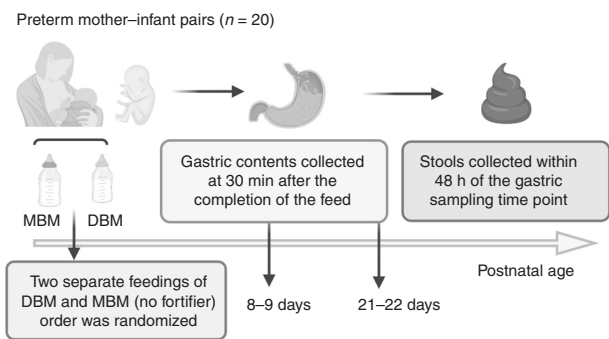 Preterm mother–infant pairs (n = 20)
MBM
DBM
Gastric contents collected
at 30 min after the
completion of the feed
Stools collected within
48 h of the gastric
sampling time point
Postnatal age
Two separate feedings of
DBM and MBM (no fortifier)
order was randomized
8–9 days
21–22 days